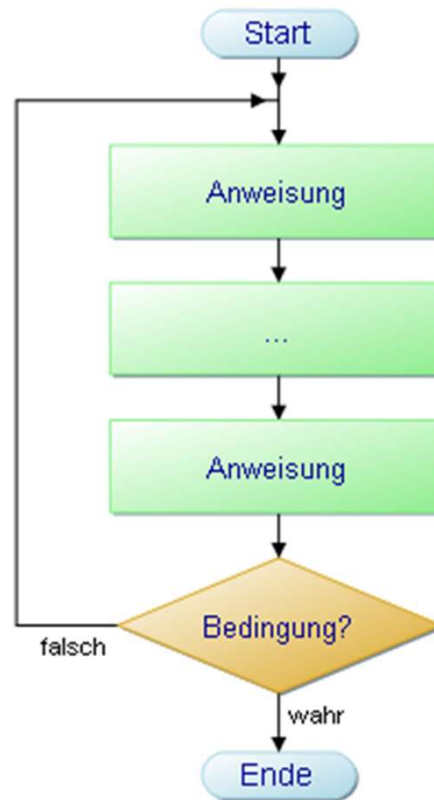 Start
Anweisung
...
Anweisung
Bedingung?
falsch
wahr
Ende